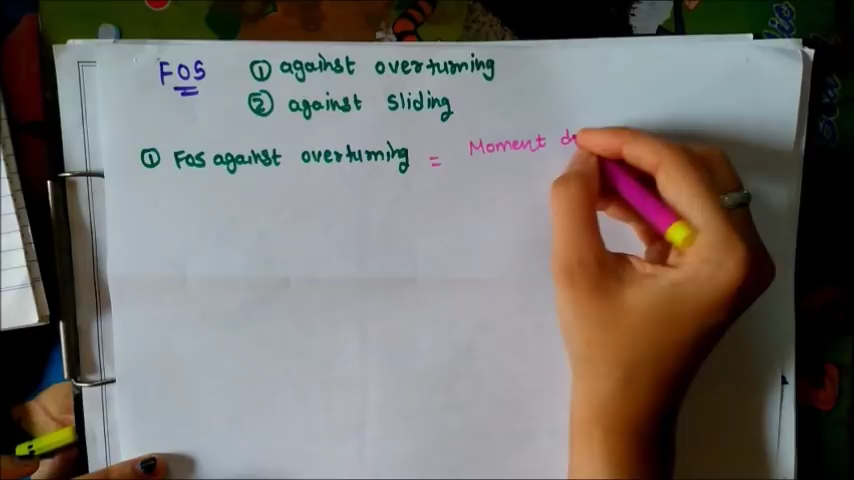 FOS ① against overturning
② against sliding
① Fos against overturning = Moment d